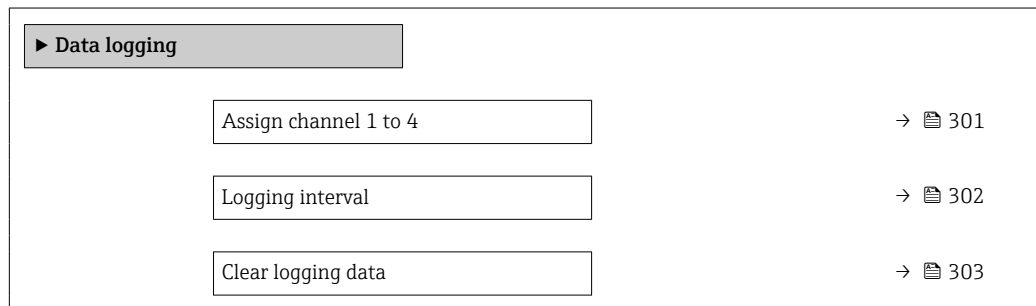 ▶ Data logging
Assign channel 1 to 4 → 301
Logging interval → 302
Clear logging data → 303